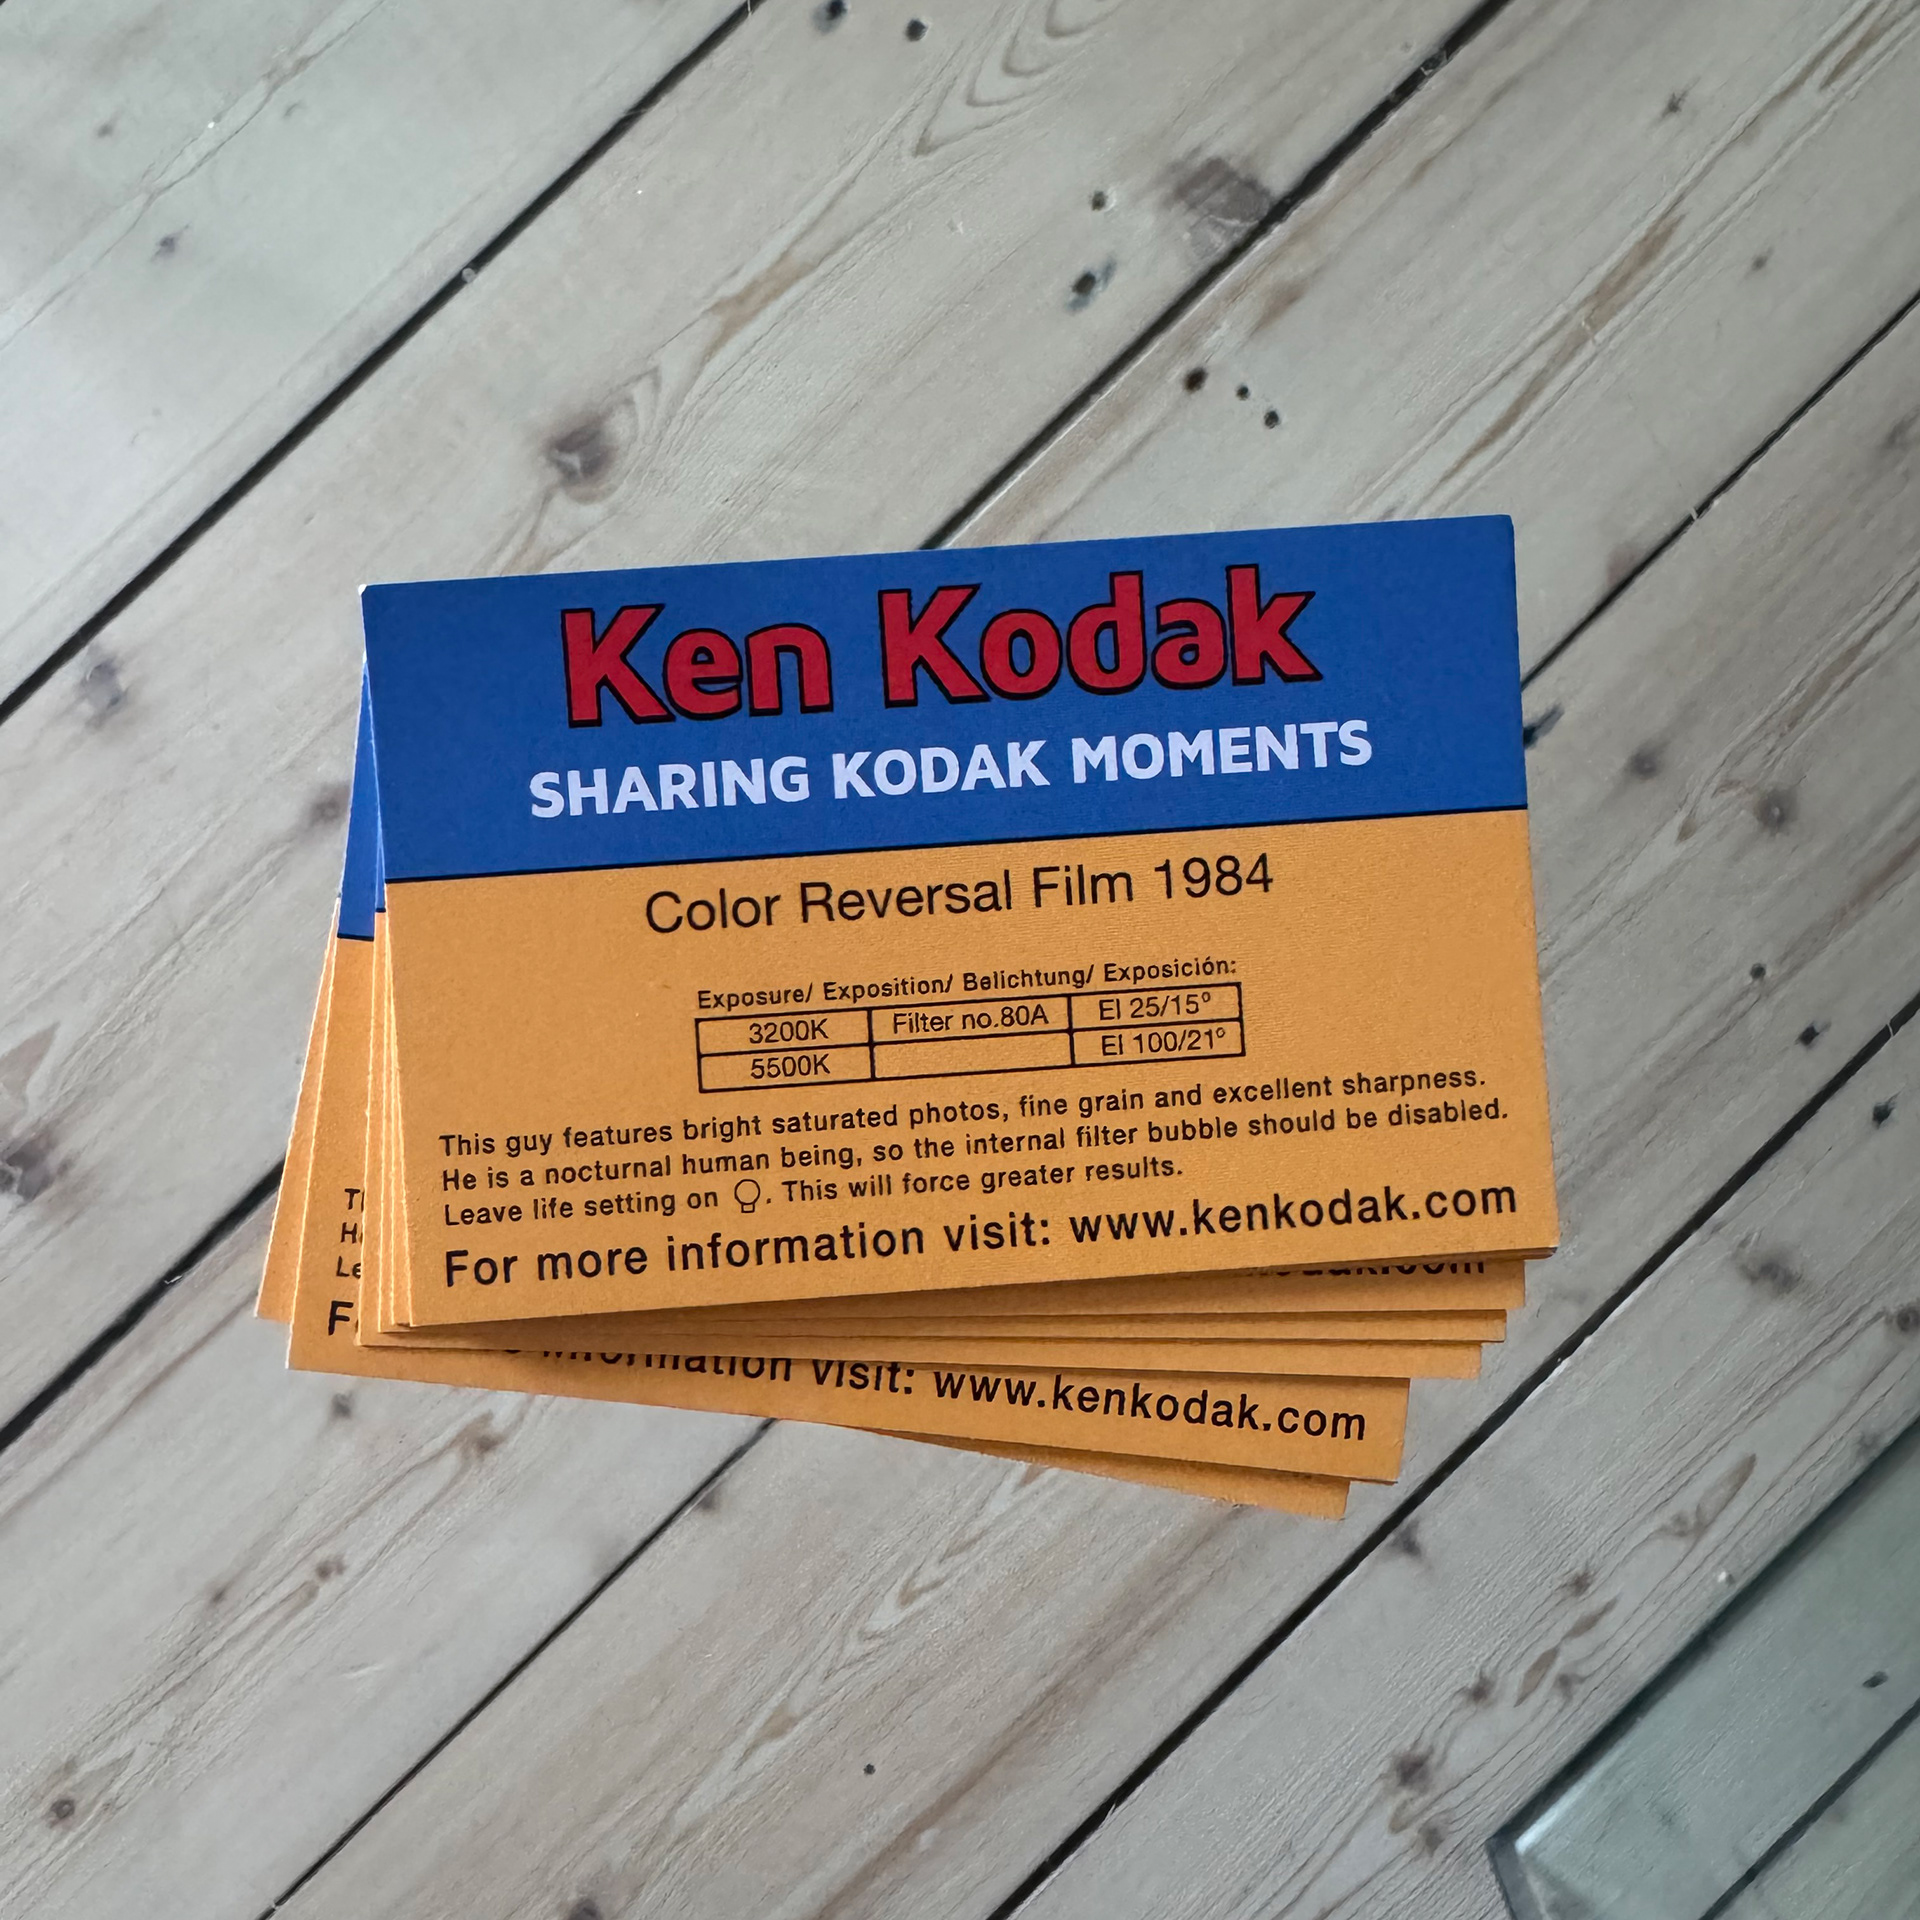 Ken Kodak
SHARING KODAK MOMENTS
Color Reversal Film 1984
Exposure/ Exposition/ Belichtung/ Exposición:
3200K Filter no.80A EI 25/15º
5500K EI 100/21º
This guy features bright saturated photos, fine grain and excellent sharpness.
He is a nocturnal human being, so the internal filter bubble should be disabled.
Leave life setting on . This will force greater results.
For more information visit: www.kenkodak.com
information visit: www.kenkodak.com